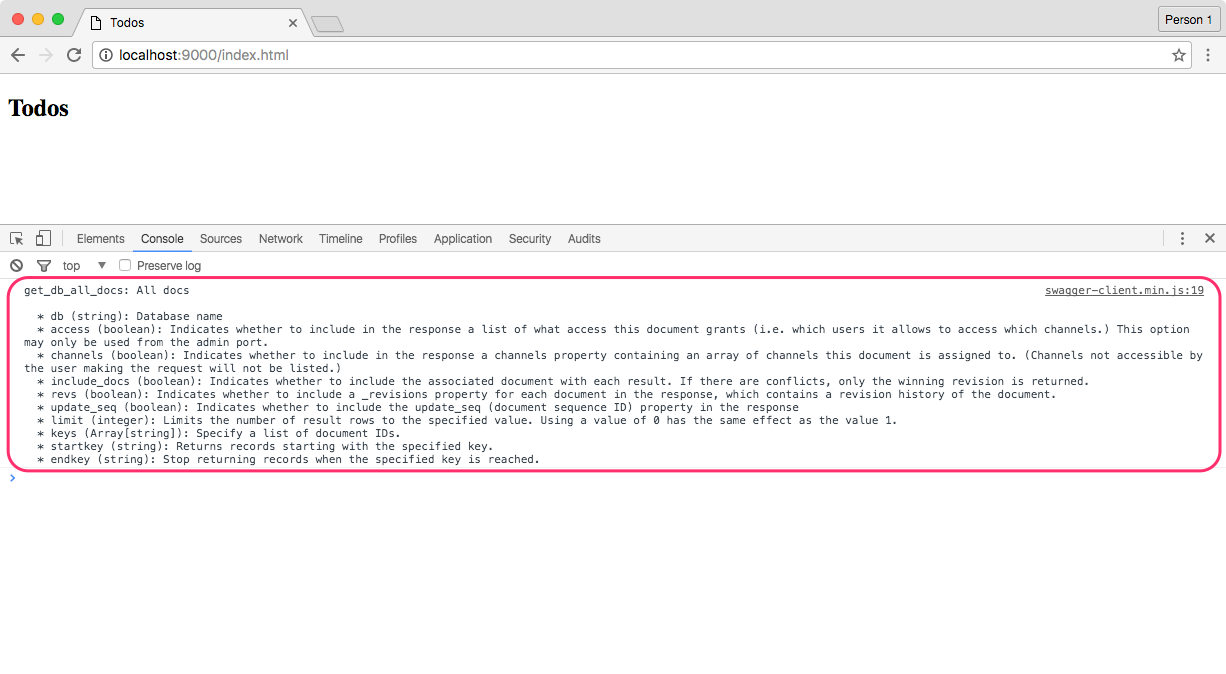 Todos
Person 1
localhost:9000/index.html
Todos
Elements Console Sources Network Timeline Profiles Application Security Audits
top Preserve log
get_db_all_docs: All docs swagger-client.min.js:19
* db (string): Database name
* access (boolean): Indicates whether to include in the response a list of what access this document grants (i.e. which users it allows to access which channels.) This option
may only be used from the admin port.
* channels (boolean): Indicates whether to include in the response a channels property containing an array of channels this document is assigned to. (Channels not accessible by
the user making the request will not be listed.)
* include_docs (boolean): Indicates whether to include the associated document with each result. If there are conflicts, only the winning revision is returned.
* revs (boolean): Indicates whether to include a _revisions property for each document in the response, which contains a revision history of the document.
* update_seq (boolean): Indicates whether to include the update_seq (document sequence ID) property in the response
* limit (integer): Limits the number of result rows to the specified value. Using a value of 0 has the same effect as the value 1.
* keys (Array[string]): Specify a list of document IDs.
* startkey (string): Returns records starting with the specified key.
* endkey (string): Stop returning records when the specified key is reached.